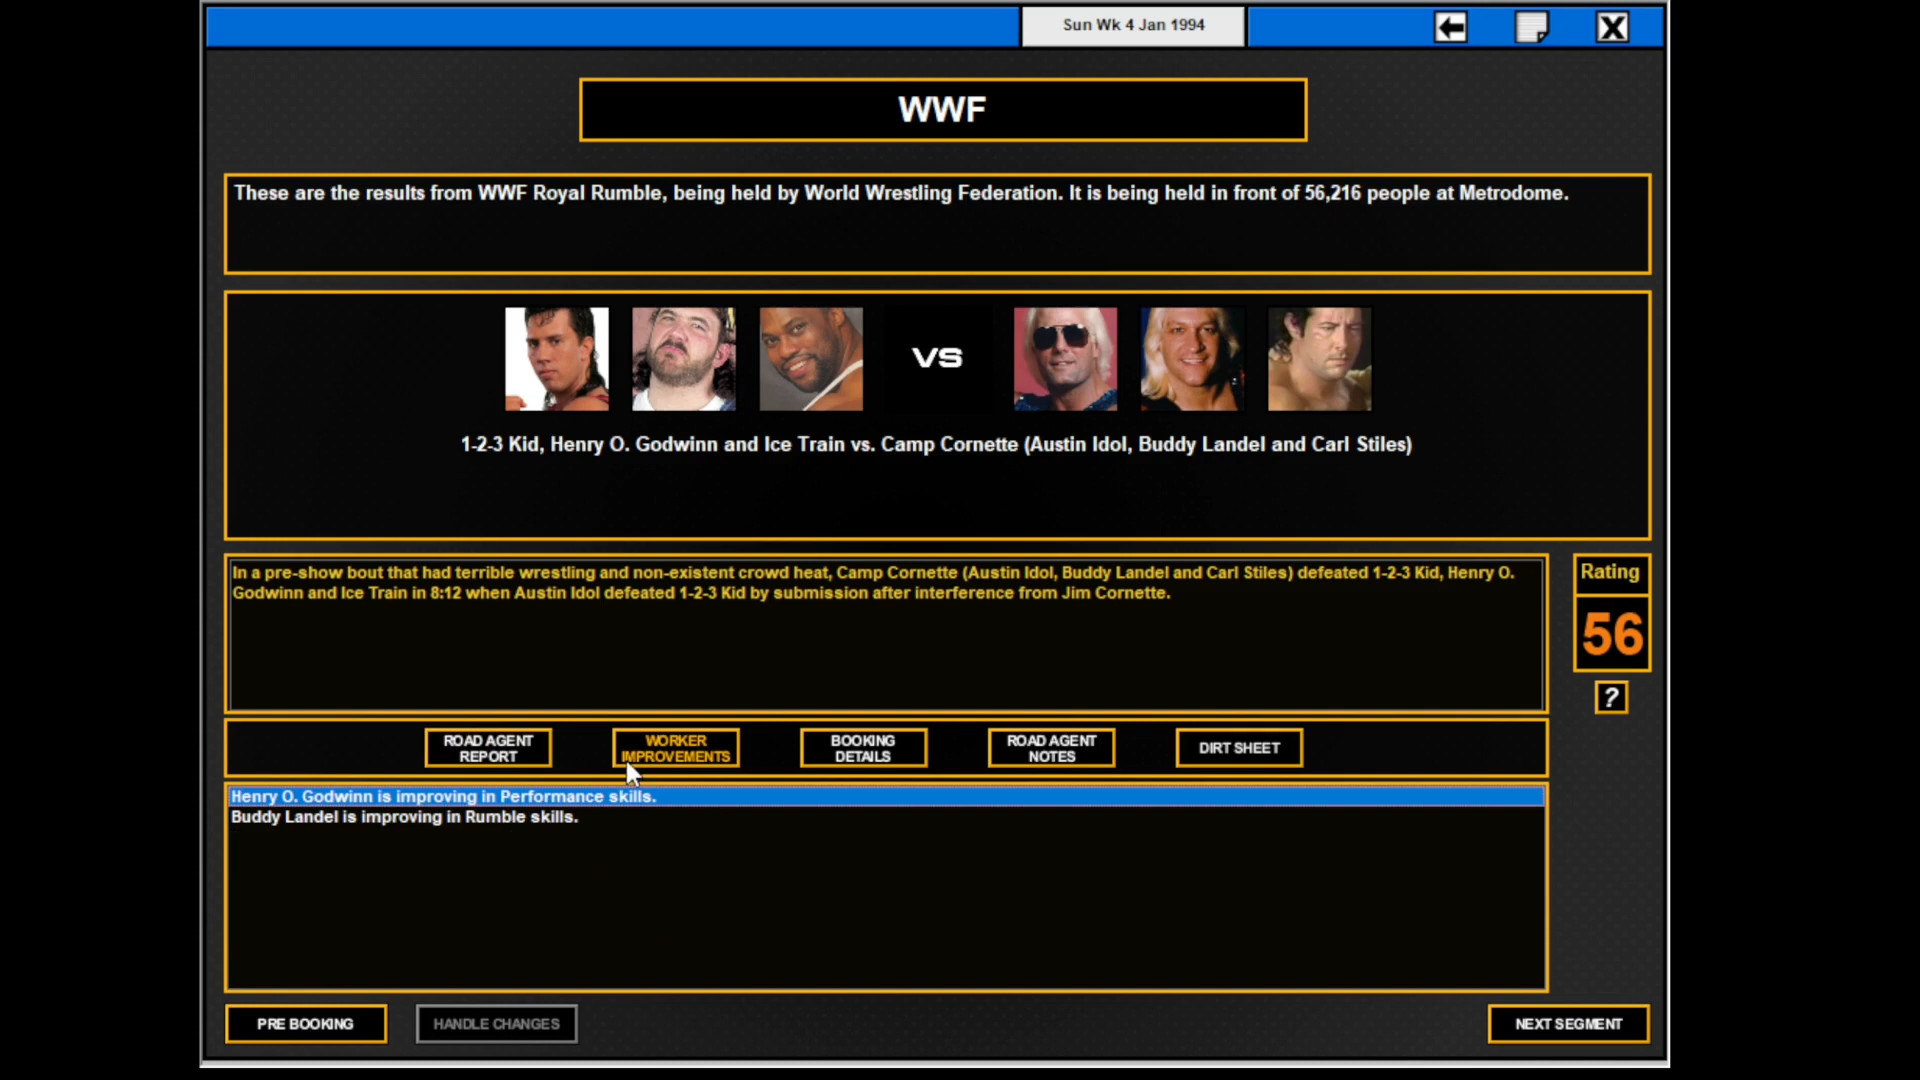 Sun Wk 4 Jan 1994
WWF
These are the results from WWF Royal Rumble, being held by World Wrestling Federation. It is being held in front of 56,216 people at Metrodome.
VS
1-2-3 Kid, Henry O. Godwinn and Ice Train vs. Camp Cornette (Austin Idol, Buddy Landel and Carl Stiles)
In a pre-show bout that had terrible wrestling and non-existent crowd heat, Camp Cornette (Austin Idol, Buddy Landel and Carl Stiles) defeated 1-2-3 Kid, Henry O.
Godwinn and Ice Train in 8:12 when Austin Idol defeated 1-2-3 Kid by submission after interference from Jim Cornette.
Rating
56
?
ROAD AGENT
REPORT
WORKER
IMPROVEMENTS
BOOKING
DETAILS
ROAD AGENT
NOTES
DIRT SHEET
Henry O. Godwinn is improving in Performance skills.
Buddy Landel is improving in Rumble skills.
PRE BOOKING
HANDLE CHANGES
NEXT SEGMENT